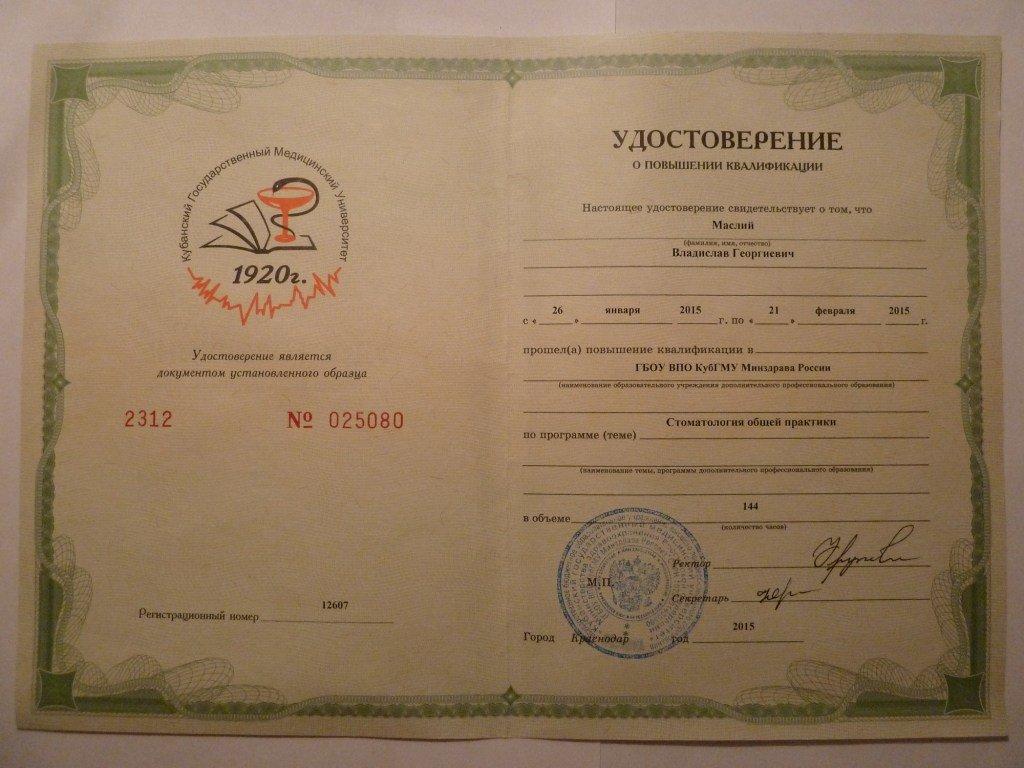 Кубанский Государственный Медицинский Университет
1920г.
Удостоверение является
документом установленного образца
2312 № 025080
Регистрационный номер 12607
УДОСТОВЕРЕНИЕ
О ПОВЫШЕНИИ КВАЛИФИКАЦИИ
Настоящее удостоверение свидетельствует о том, что
Маслий
(фамилия, имя, отчество)
Владислав Георгиевич
с « 26 » января 2015 г. по « 21 » февраля 2015 г.
прошел(а) повышение квалификации в
ГБОУ ВПО КубГМУ Минздрава России
(наименование образовательного учреждения дополнительного профессионального образования)
Стоматология общей практики
по программе (теме)
(наименование темы, программы дополнительного профессионального образования)
144
в объеме
(количество часов)
Ректор
М.П.
Секретарь
Город Краснодар год 2015